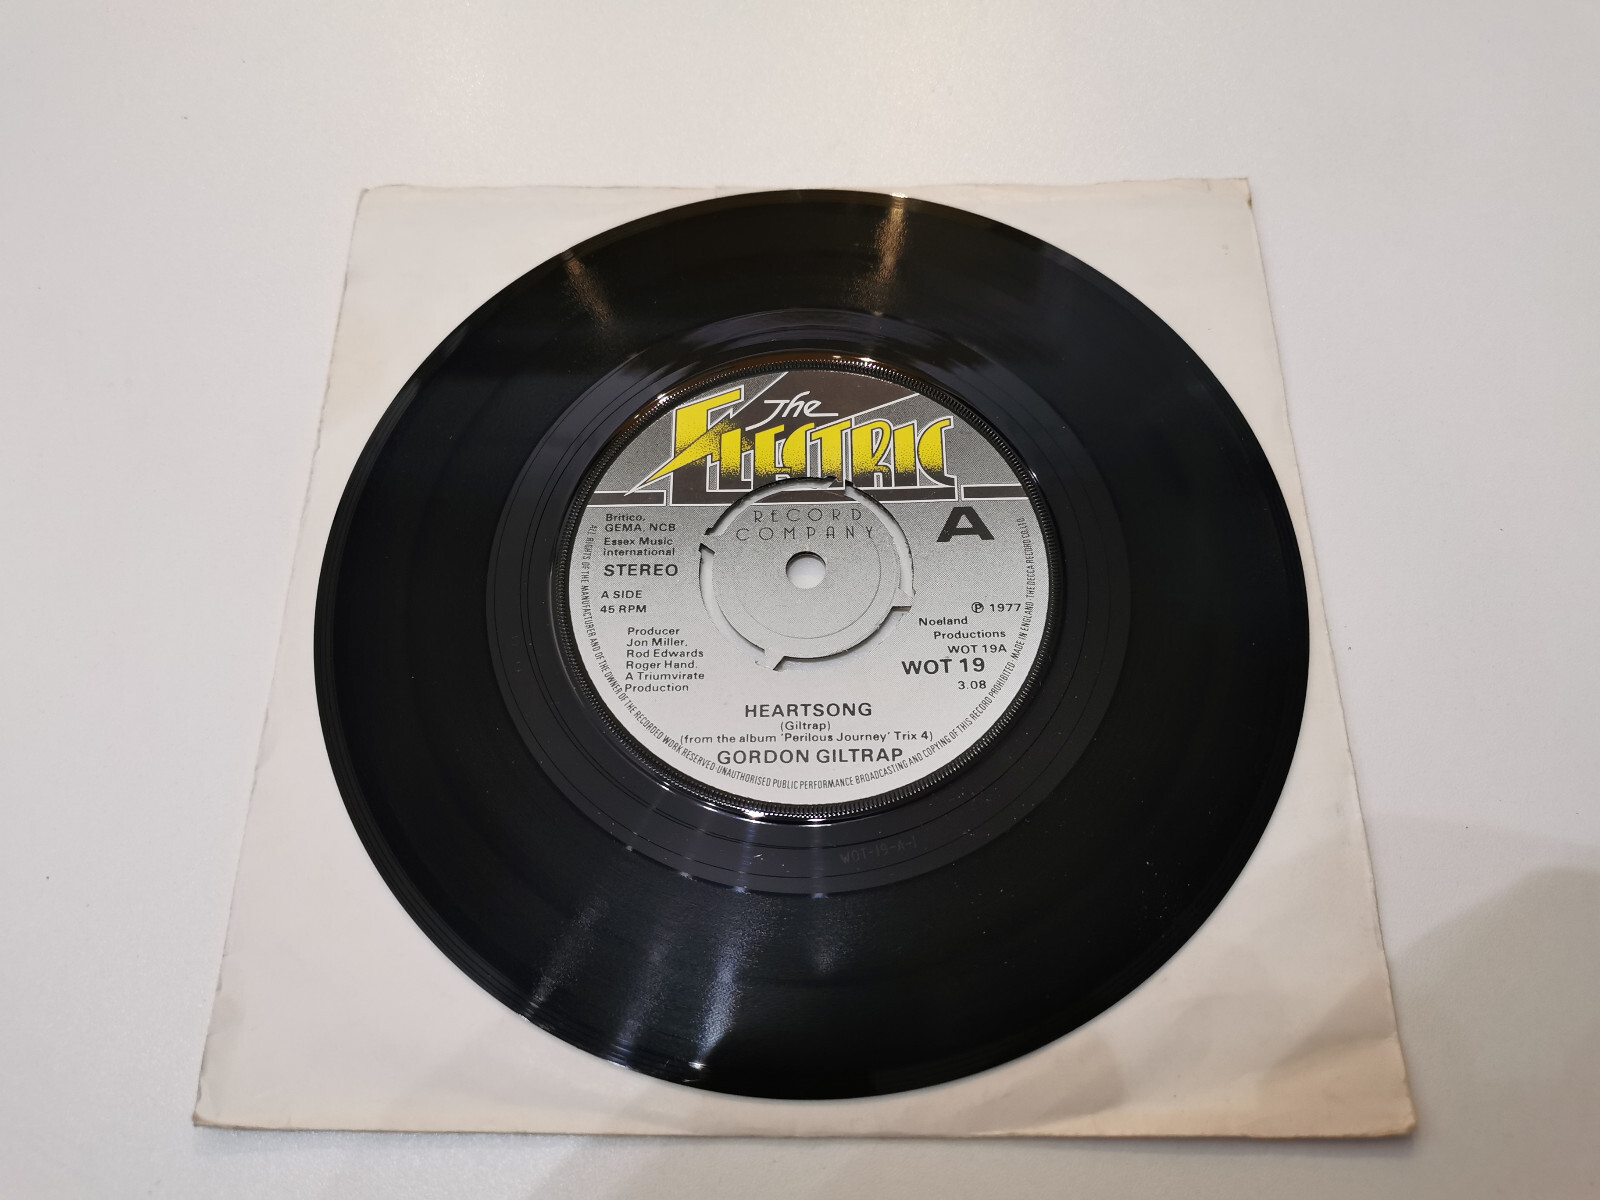 The
ELECTRIC
RECORD
COMPANY
A
Britico,
GEMA, NCB
Essex Music
International
STEREO
A SIDE
45 RPM
Producer
Jon Miller,
Rod Edwards
Roger Hand.
A Triumvirate
Production
℗ 1977
Noeland
Productions
WOT 19A
WOT 19
3.08
HEARTSONG
(Giltrap)
(from the album 'Perilous Journey' Trix 4)
GORDON GILTRAP
ALL RIGHTS OF THE MANUFACTURER AND OF THE OWNER OF THE RECORDED WORK RESERVED·UNAUTHORISED PUBLIC PERFORMANCE BROADCASTING AND COPYING OF THIS RECORD PROHIBITED·MADE IN ENGLAND·THE DECCA RECORD CO. LTD.
WOT-19-A-1